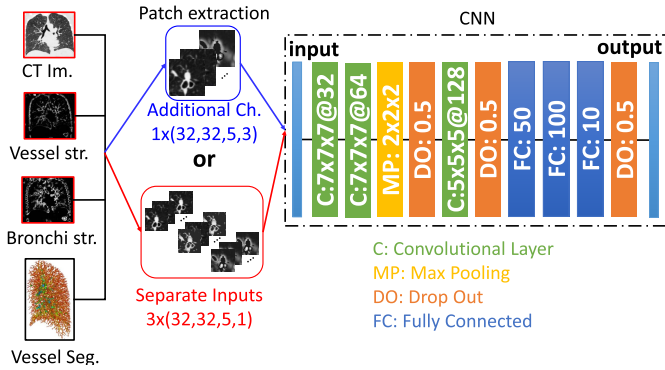 Patch extraction
CNN
CT Im.
Vessel str.
Bronchi str.
Vessel Seg.
Additional Ch.
1x(32,32,5,3)
or
Separate Inputs
3x(32,32,5,1)
input
output
C:7x7x7@32
C:7x7x7@64
MP: 2x2x2
DO: 0.5
C:5x5x5@128
DO: 0.5
FC: 50
FC: 100
FC: 10
DO: 0.5
C: Convolutional Layer
MP: Max Pooling
DO: Drop Out
FC: Fully Connected